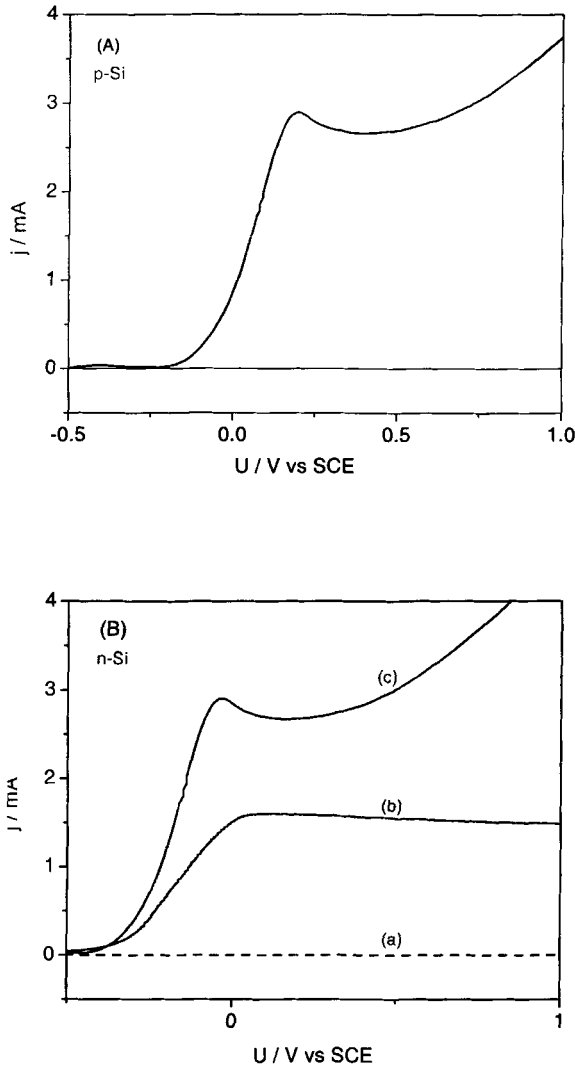 (A)
p-Si
4
3
2
1
0
j / mA
-0.5
0.0
0.5
1.0
U / V vs SCE
(B)
n-Si
4
3
2
1
0
j / mA
(c)
(b)
(a)
0
1
U / V vs SCE